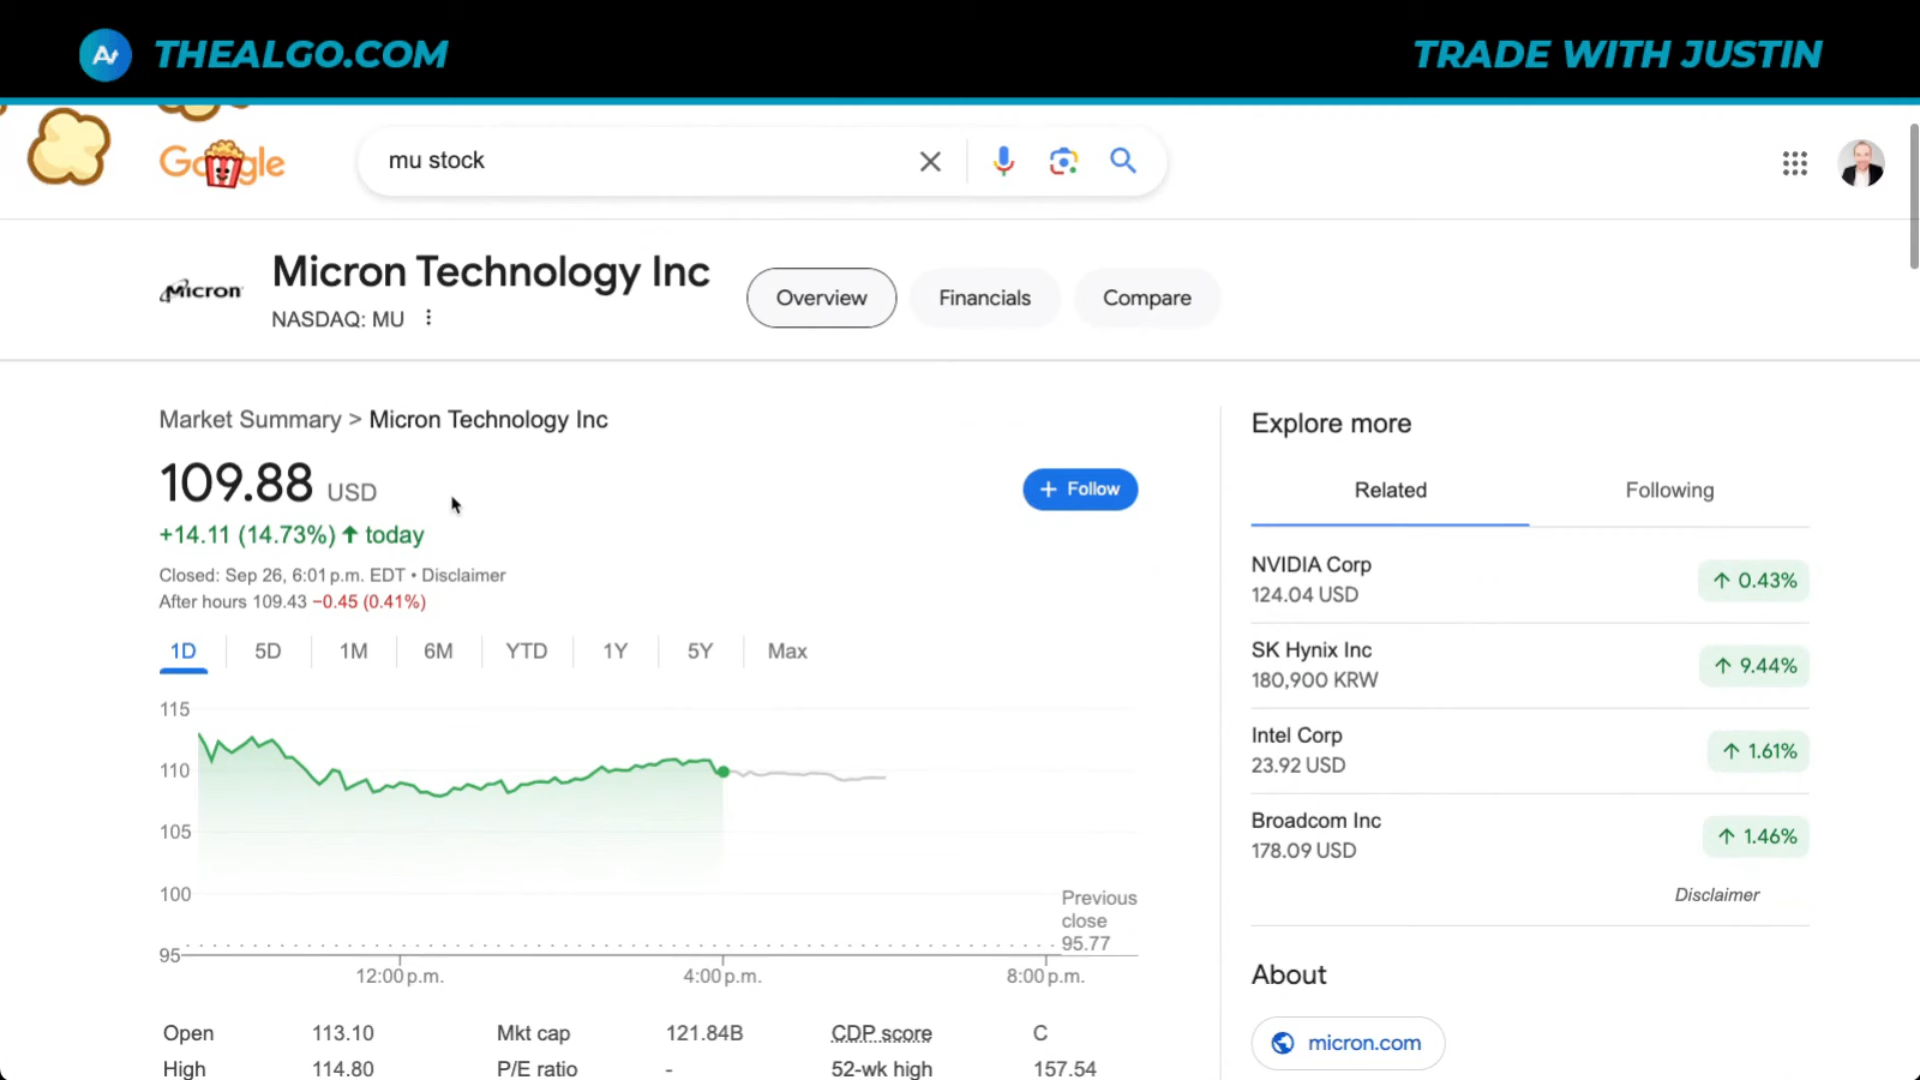 THEALGO.COM
TRADE WITH JUSTIN
Google
mu stock
Micron
Micron Technology Inc
NASDAQ: MU
Overview
Financials
Compare
Market Summary > Micron Technology Inc
109.88 USD
+ Follow
+14.11 (14.73%) ↑ today
Closed: Sep 26, 6:01 p.m. EDT • Disclaimer
After hours 109.43 −0.45 (0.41%)
1D 5D 1M 6M YTD 1Y 5Y Max
115
110
105
100
95
Previous
close
95.77
12:00 p.m. 4:00 p.m. 8:00 p.m.
Open 113.10 Mkt cap 121.84B CDP score C
High 114.80 P/E ratio - 52-wk high 157.54
Explore more
Related Following
NVIDIA Corp
124.04 USD
↑ 0.43%
SK Hynix Inc
180,900 KRW
↑ 9.44%
Intel Corp
23.92 USD
↑ 1.61%
Broadcom Inc
178.09 USD
↑ 1.46%
Disclaimer
About
micron.com